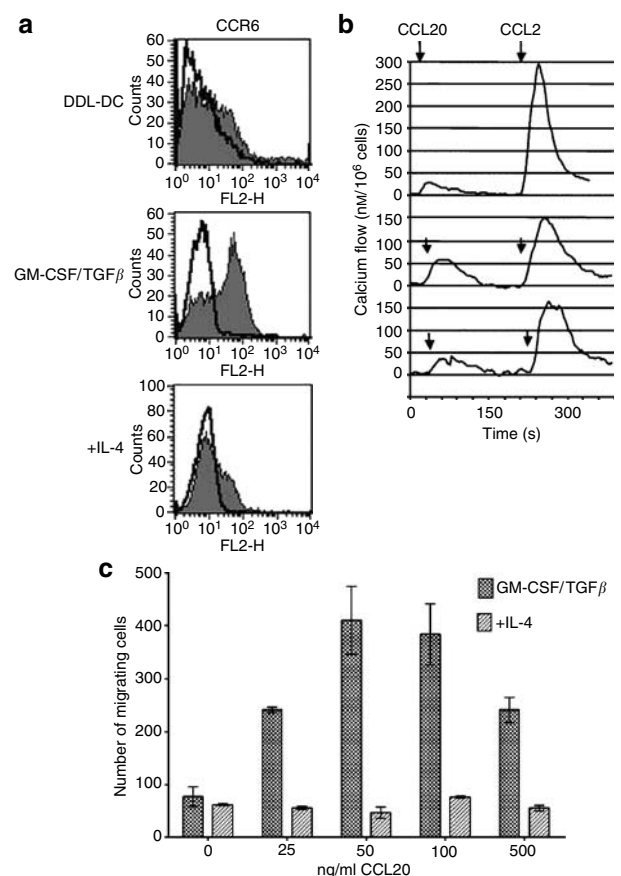 a
CCR6
DDL-DC
Counts
60
50
40
30
20
10
0
10⁰ 10¹ 10² 10³ 10⁴
FL2-H
GM-CSF/TGFβ
Counts
60
50
40
30
20
10
0
10⁰ 10¹ 10² 10³ 10⁴
FL2-H
+IL-4
Counts
100
80
60
40
20
0
10⁰ 10¹ 10² 10³ 10⁴
FL2-H
b
CCL20 CCL2
Calcium flow (nM/10⁶ cells)
300
250
200
150
100
50
0
150
100
50
0
150
100
50
0
0 150 300
Time (s)
c
Number of migrating cells
500
400
300
200
100
0
GM-CSF/TGFβ
+IL-4
0 25 50 100 500
ng/ml CCL20